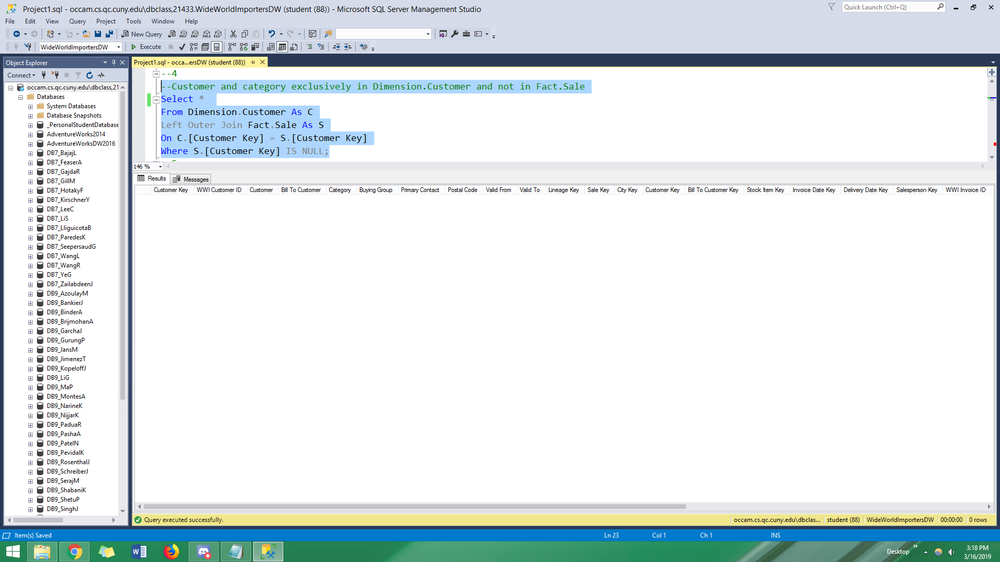 Project1.sql - occam.cs.qc.cuny.edu\dbclass,21433.WideWorldImportersDW (student (88)) - Microsoft SQL Server Management Studio
Quick Launch (Ctrl+Q)
File Edit View Query Project Tools Window Help
New Query MDX DMX XMLA DAX
WideWorldImportersDW Execute
Object Explorer
Project1.sql - occa...ersDW (student (88))
Connect
occam.cs.qc.cuny.edu\dbclass,21
Databases
System Databases
Database Snapshots
_PersonalStudentDatabase
AdventureWorks2014
AdventureWorksDW2016
DB7_BajajL
DB7_FeaserA
DB7_GajdaR
DB7_GillM
DB7_HotakyF
DB7_KirschnerY
DB7_LeeC
DB7_LiS
DB7_LliguicotaB
DB7_ParedesK
DB7_SeepersaudG
DB7_WangL
DB7_WangR
DB7_YeG
DB7_ZailabdeenJ
DB9_AzoulayM
DB9_BankierJ
DB9_BinderA
DB9_BrijmohanA
DB9_GarchaJ
DB9_GurungP
DB9_JansM
DB9_JimenezT
DB9_KopeloffJ
DB9_LiG
DB9_MaP
DB9_MontesA
DB9_NarineK
DB9_NijjarK
DB9_PaduaR
DB9_PashaA
DB9_PatelN
DB9_PevidalK
DB9_RosenthalJ
DB9_SchreiberJ
DB9_SerajM
DB9_ShabaniK
DB9_ShetuP
DB9_SinghJ
--4
--Customer and category exclusively in Dimension.Customer and not in Fact.Sale
Select *
From Dimension.Customer As C
Left Outer Join Fact.Sale As S
On C.[Customer Key] = S.[Customer Key]
Where S.[Customer Key] IS NULL;
146 %
Results Messages
Customer Key WWI Customer ID Customer Bill To Customer Category Buying Group Primary Contact Postal Code Valid From Valid To Lineage Key Sale Key City Key Customer Key Bill To Customer Key Stock Item Key Invoice Date Key Delivery Date Key Salesperson Key WWI Invoice ID
Query executed successfully. occam.cs.qc.cuny.edu\dbclas... student (88) WideWorldImportersDW 00:00:00 0 rows
Item(s) Saved Ln 23 Col 1 Ch 1 INS
Desktop
3:18 PM
3/16/2019